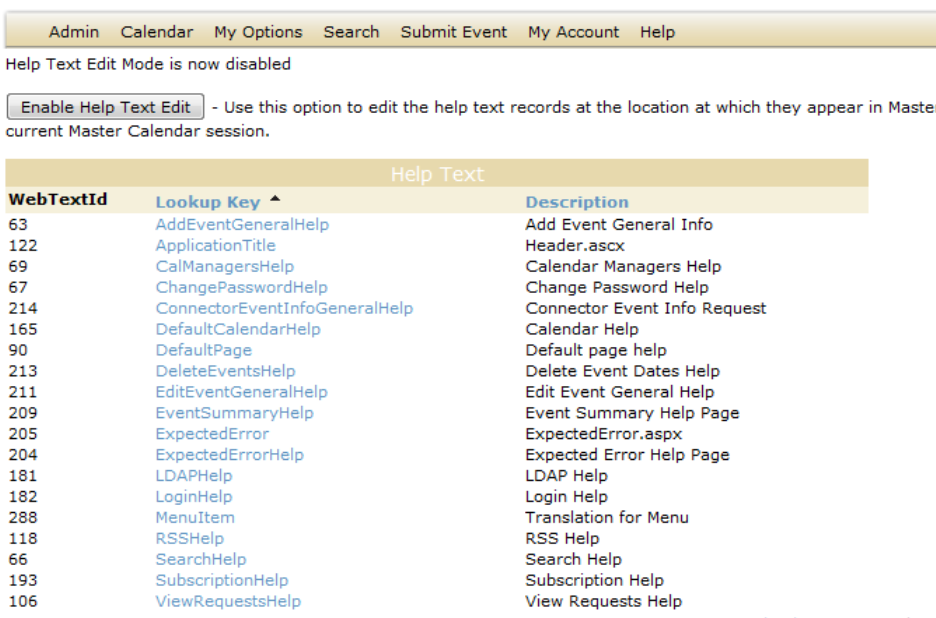 Admin Calendar My Options Search Submit Event My Account Help
Help Text Edit Mode is now disabled
Enable Help Text Edit - Use this option to edit the help text records at the location at which they appear in Master
current Master Calendar session.
Help Text
WebTextId Lookup Key Description
63 AddEventGeneralHelp Add Event General Info
122 ApplicationTitle Header.ascx
69 CalManagersHelp Calendar Managers Help
67 ChangePasswordHelp Change Password Help
214 ConnectorEventInfoGeneralHelp Connector Event Info Request
165 DefaultCalendarHelp Calendar Help
90 DefaultPage Default page help
213 DeleteEventsHelp Delete Event Dates Help
211 EditEventGeneralHelp Edit Event General Help
209 EventSummaryHelp Event Summary Help Page
205 ExpectedError ExpectedError.aspx
204 ExpectedErrorHelp Expected Error Help Page
181 LDAPHelp LDAP Help
182 LoginHelp Login Help
288 MenuItem Translation for Menu
118 RSSHelp RSS Help
66 SearchHelp Search Help
193 SubscriptionHelp Subscription Help
106 ViewRequestsHelp View Requests Help